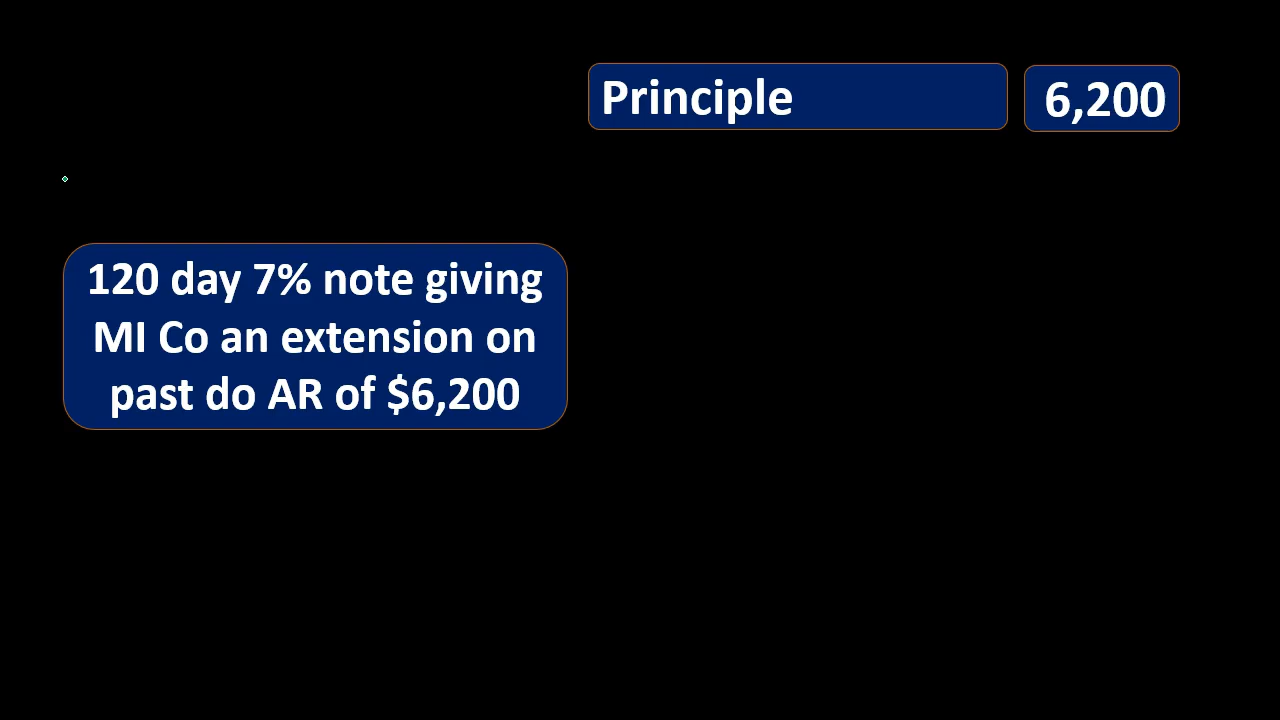 Principle
6,200
120 day 7% note giving
MI Co an extension on
past do AR of $6,200